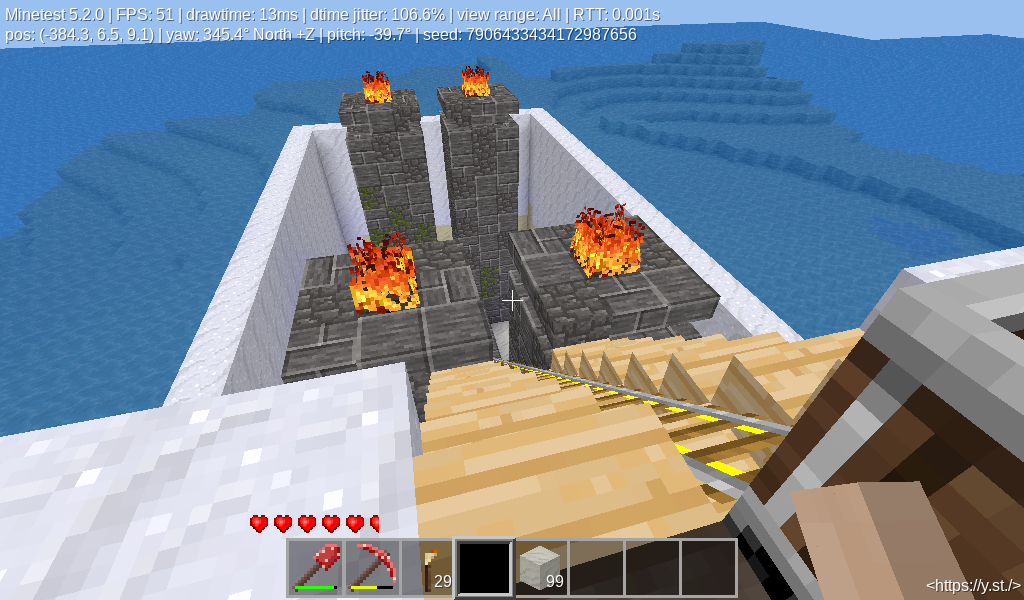 Minetest 5.2.0 | FPS: 51 | drawtime: 13ms | dtime jitter: 106.6% | view range: All | RTT: 0.001s
pos: (-384.3, 6.5, 9.1) | yaw: 345.4° North +Z | pitch: -39.7° | seed: 7906433434172987656
29
99
<https://y.st./>